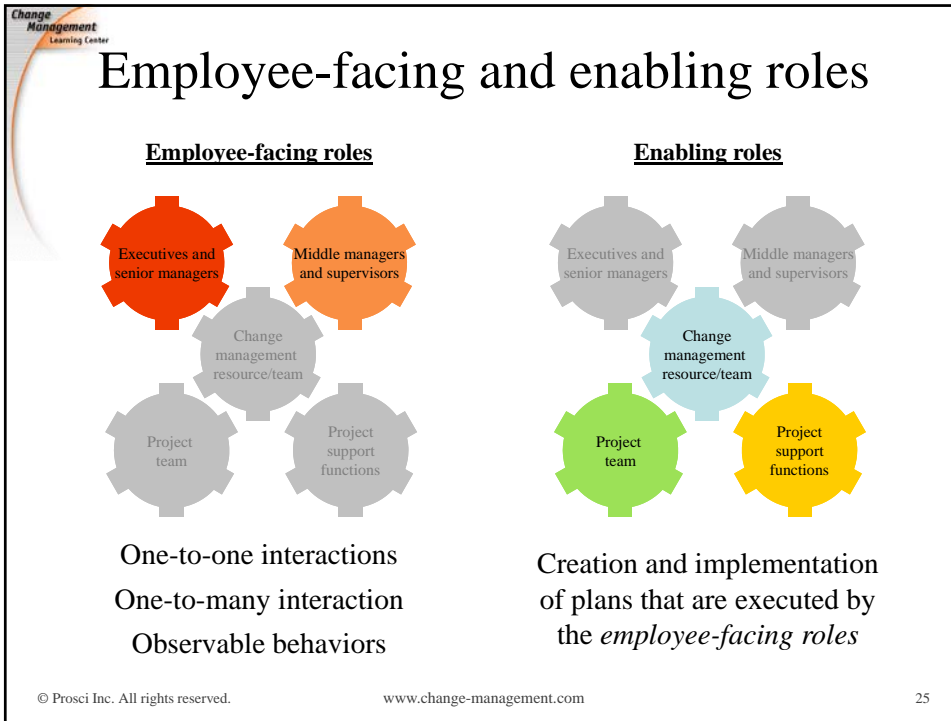 Change
Management
Learning Center
Employee-facing and enabling roles
Employee-facing roles
Executives and
senior managers
Middle managers
and supervisors
Change
management
resource/team
Project
team
Project
support
functions
One-to-one interactions
One-to-many interaction
Observable behaviors
Enabling roles
Executives and
senior managers
Middle managers
and supervisors
Change
management
resource/team
Project
team
Project
support
functions
Creation and implementation
of plans that are executed by
the employee-facing roles
© Prosci Inc. All rights reserved.
www.change-management.com
25